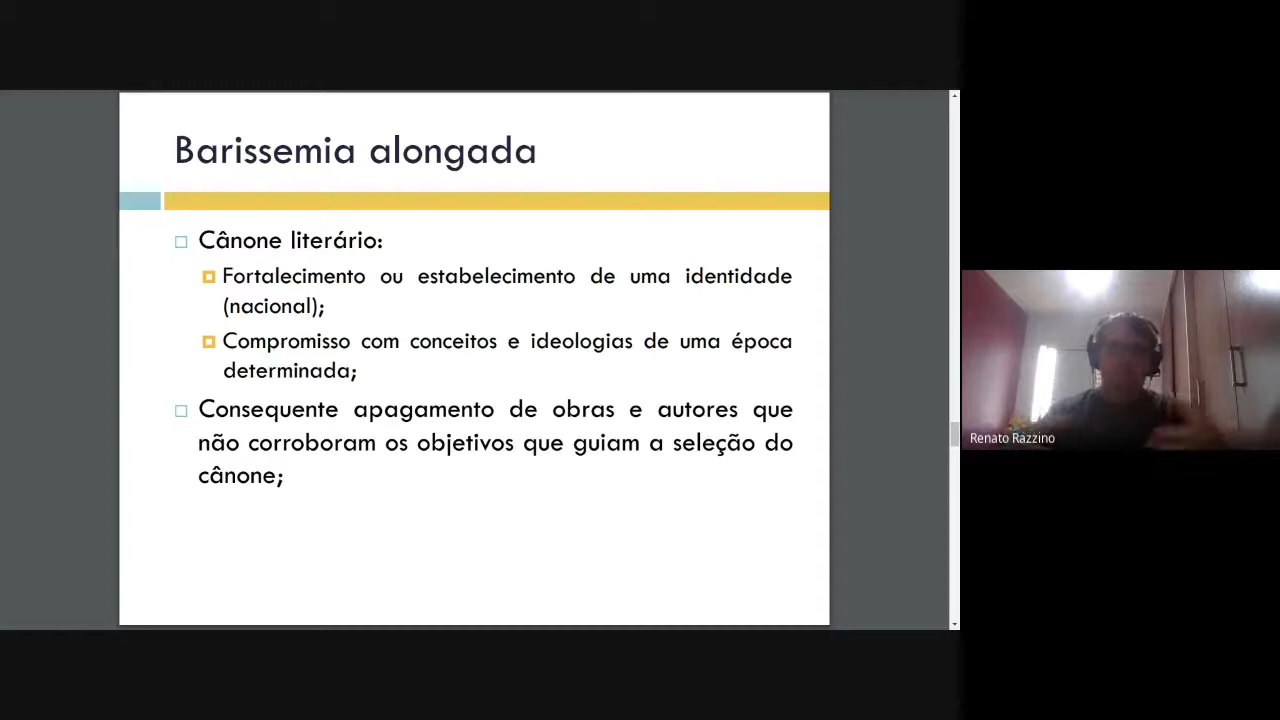 Barissemia alongada
Cânone literário:
Fortalecimento ou estabelecimento de uma identidade
(nacional);
Compromisso com conceitos e ideologias de uma época
determinada;
Consequente apagamento de obras e autores que
não corroboram os objetivos que guiam a seleção do
cânone;
Renato Razzino